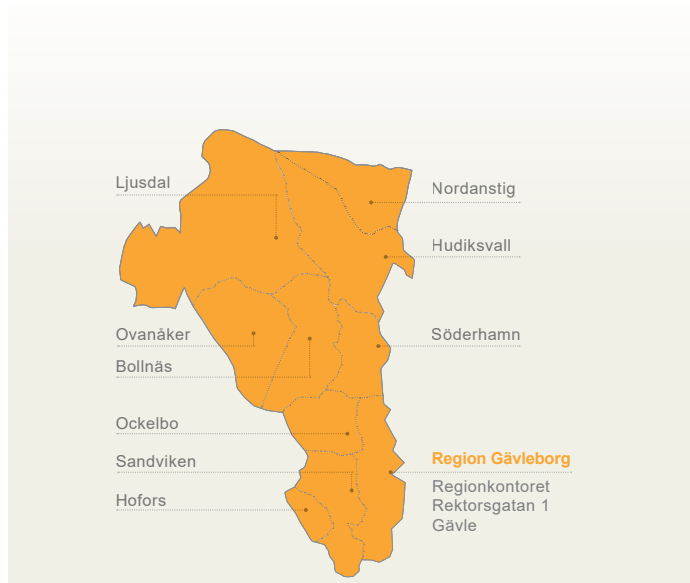 Ljusdal
Nordanstig
Hudiksvall
Ovanåker
Söderhamn
Bollnäs
Ockelbo
Sandviken
Region Gävleborg
Regionkontoret
Rektorsgatan 1
Gävle
Hofors